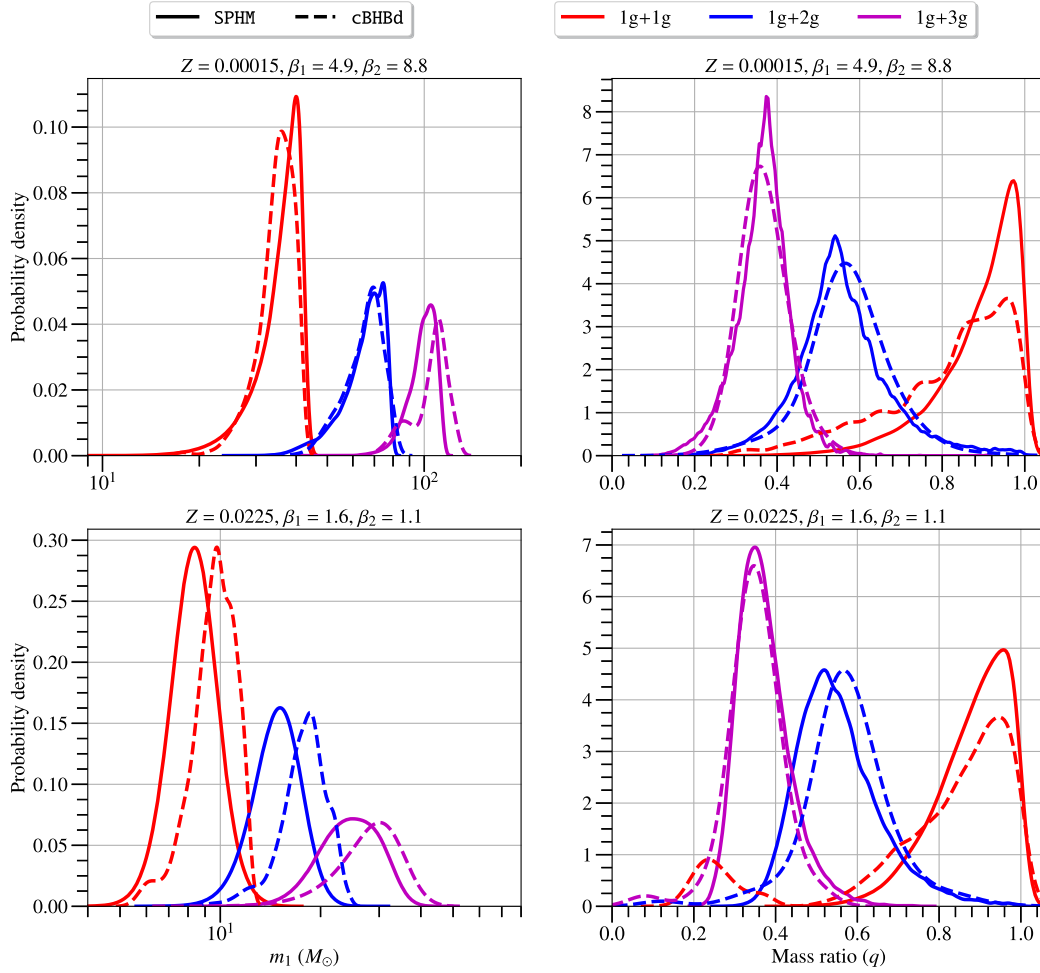 SPHM cBHBd
1g+1g 1g+2g 1g+3g
Z = 0.00015, β₁ = 4.9, β₂ = 8.8
Probability density
0.10
0.08
0.06
0.04
0.02
0.00
10¹ 10²
Z = 0.00015, β₁ = 4.9, β₂ = 8.8
8
7
6
5
4
3
2
1
0
0.0 0.2 0.4 0.6 0.8 1.0
Z = 0.0225, β₁ = 1.6, β₂ = 1.1
Probability density
0.30
0.25
0.20
0.15
0.10
0.05
0.00
10¹
m₁ (M☉)
Z = 0.0225, β₁ = 1.6, β₂ = 1.1
7
6
5
4
3
2
1
0
0.0 0.2 0.4 0.6 0.8 1.0
Mass ratio (q)